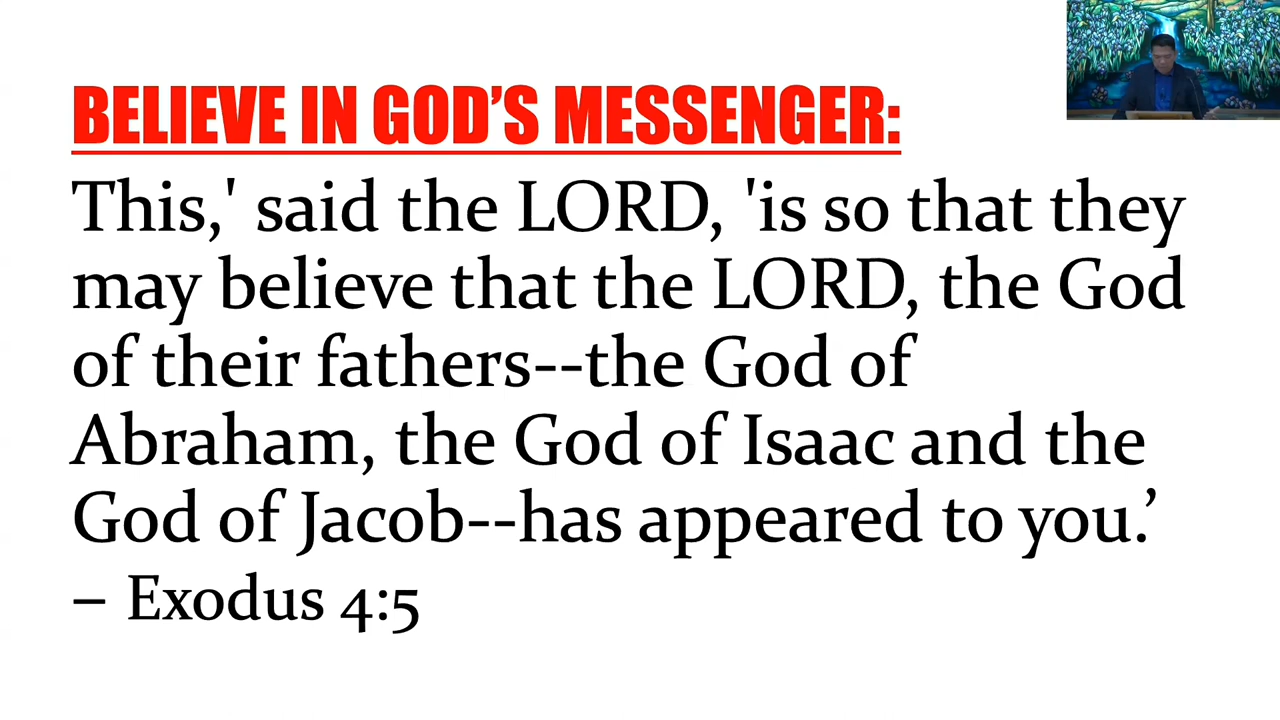 BELIEVE IN GOD’S MESSENGER:
This,' said the LORD, 'is so that they
may believe that the LORD, the God
of their fathers--the God of
Abraham, the God of Isaac and the
God of Jacob--has appeared to you.’
– Exodus 4:5